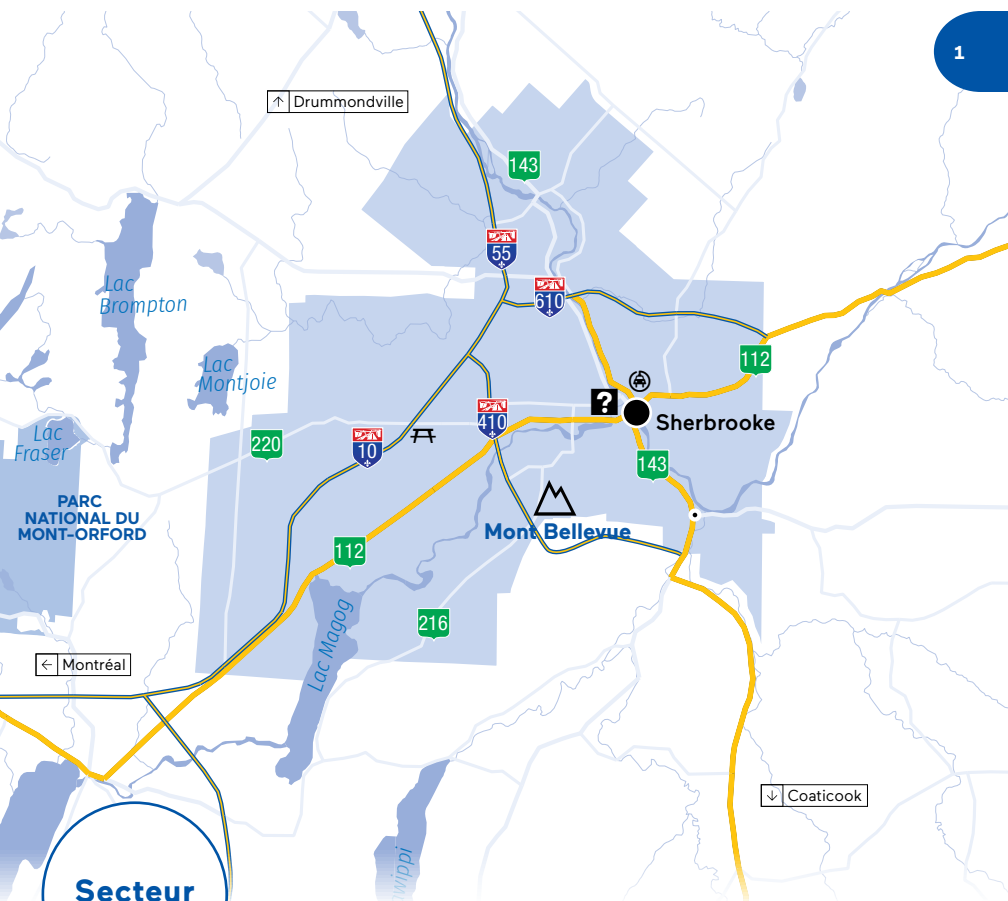 1
↑ Drummondville
143
55
610
Lac
Brompton
112
Lac
Montjoie
?
410
Sherbrooke
220
10
Lac
Fraser
143
PARC
NATIONAL DU
MONT-ORFORD
Mont Bellevue
112
216
Lac Magog
← Montréal
↓ Coaticook
Secteur